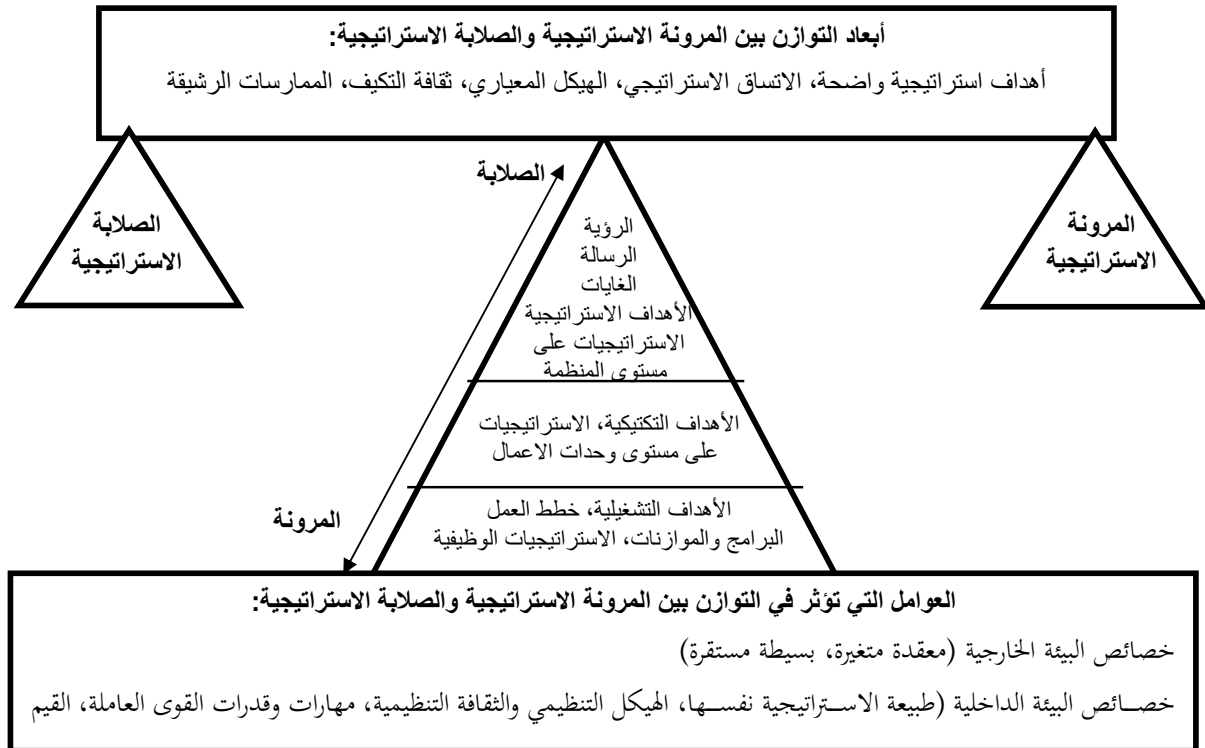 أبعاد التوازن بين المرونة الاستراتيجية والصلابة الاستراتيجية:
أهداف استراتيجية واضحة، الاتساق الاستراتيجي، الهيكل المعياري، ثقافة التكيف، الممارسات الرشيقة
المرونة
الاستراتيجية
الصلابة
الاستراتيجية
الصلابة
الرؤية
الرسالة
الغايات
الأهداف الاستراتيجية
الاستراتيجيات على
مستوى المنظمة
الأهداف التكتيكية، الاستراتيجيات
على مستوى وحدات الاعمال
الأهداف التشغيلية، خطط العمل
البرامج والموازنات، الاستراتيجيات الوظيفية
المرونة
العوامل التي تؤثر في التوازن بين المرونة الاستراتيجية والصلابة الاستراتيجية:
خصائص البيئة الخارجية (معقدة متغيرة، بسيطة مستقرة)
خصــائص البيئة الداخلية (طبيعة الاســتراتيجية نفســها، الهيكل التنظيمي والثقافة التنظيمية، مهارات وقدرات القوى العاملة، القيم